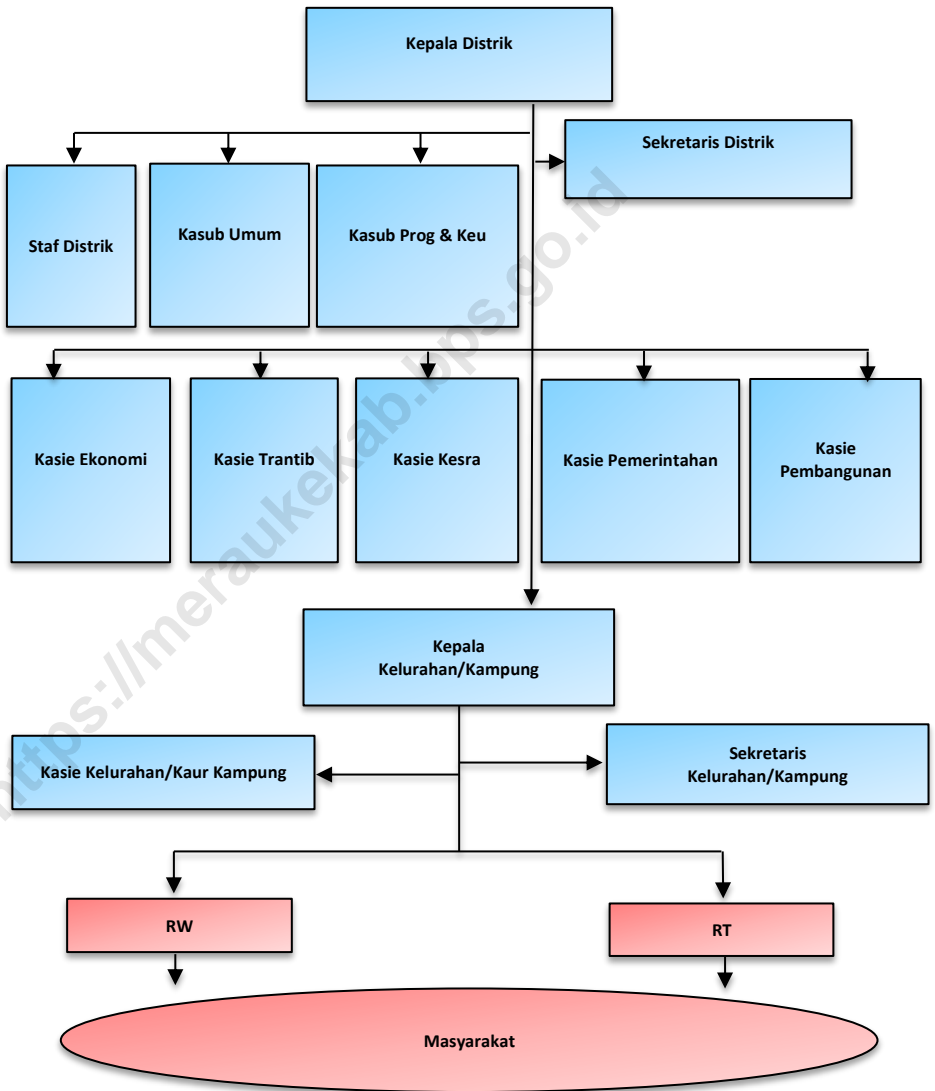 Kepala Distrik
Sekretaris Distrik
Staf Distrik
Kasub Umum
Kasub Prog & Keu
Kasie Ekonomi
Kasie Trantib
Kasie Kesra
Kasie Pemerintahan
Kasie
Pembangunan
Kepala
Kelurahan/Kampung
Kasie Kelurahan/Kaur Kampung
Sekretaris
Kelurahan/Kampung
RW
RT
Masyarakat
https://meraukekab.bps.go.id